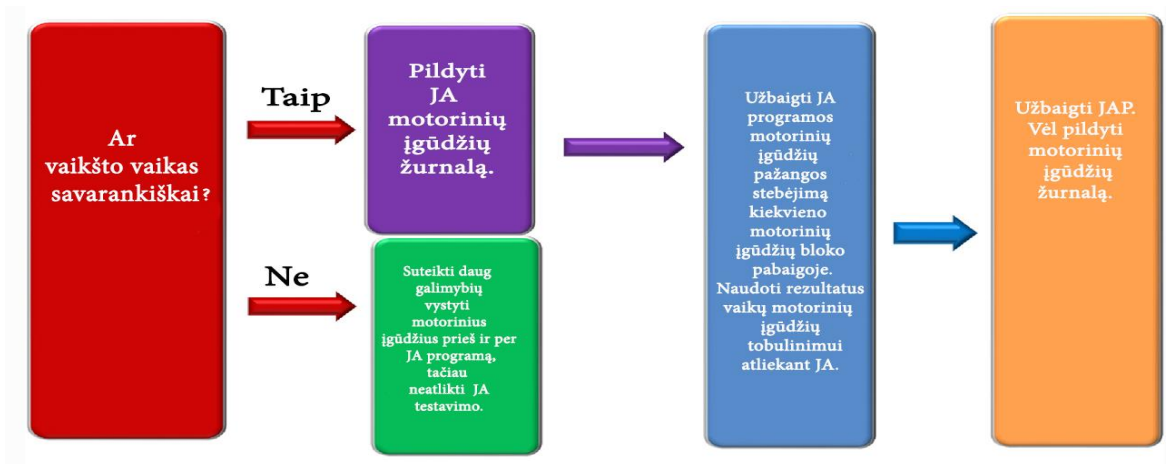 Ar
vaikšto vaikas
savarankiškai?
Taip
Ne
Pildyti
JA
motorinių
įgūdžių
žurnalą.
Suteikti daug
galimybių
vystyti
motorinius
įgūdžius prieš ir per
JA programą,
tačiau
neatlikti JA
testavimo.
Užbaigti JA
programos
motorinių
įgūdžių
pažangos
stebėjimą
kiekvieno
motorinių
įgūdžių bloko
pabaigoje.
Naudoti rezultatus
vaikų motorinių
įgūdžių
tobulinimui
atliekant JA.
Užbaigti JAP.
Vėl pildyti
motorinių
įgūdžių
žurnalą.